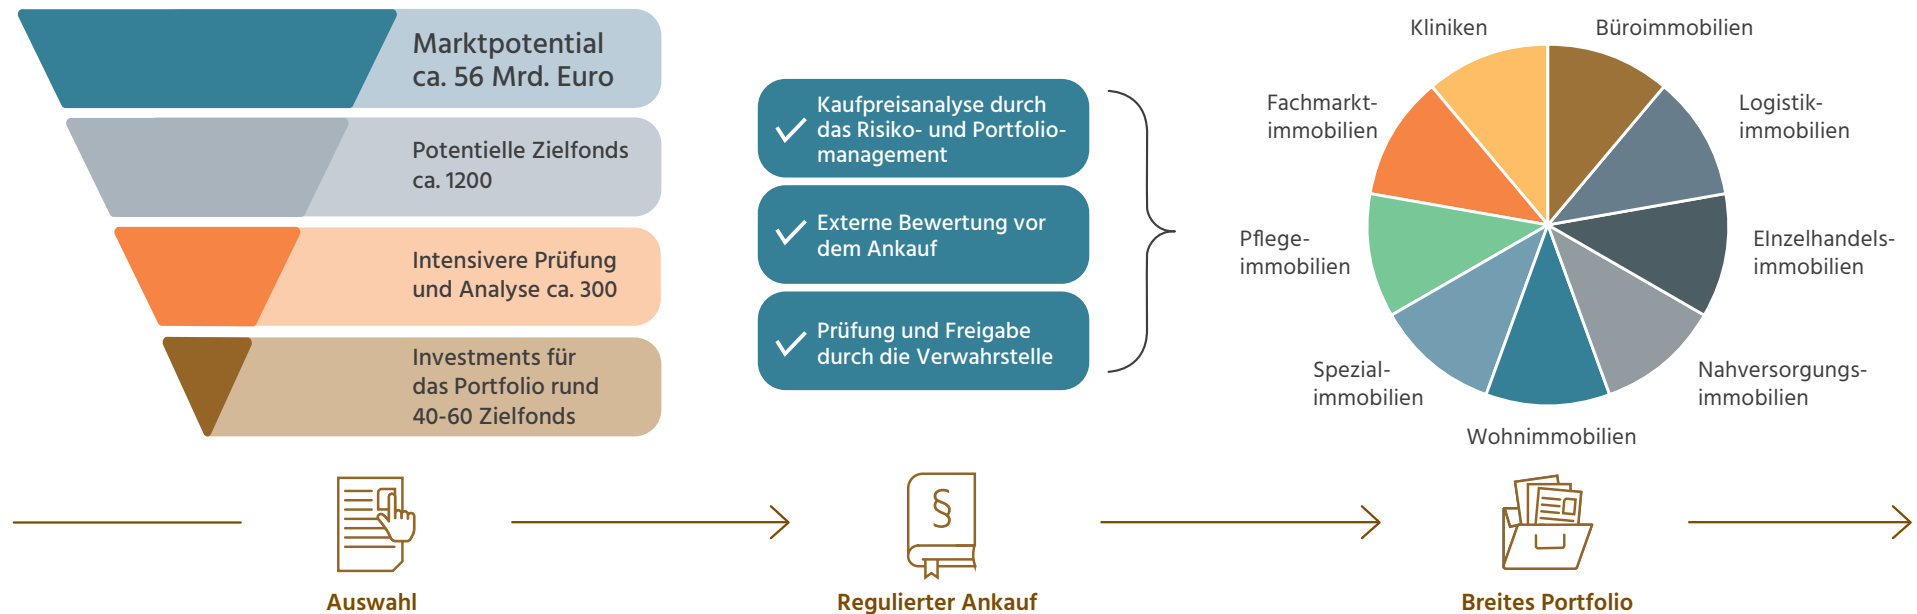 Marktpotential
ca. 56 Mrd. Euro
Potentielle Zielfonds
ca. 1200
Intensivere Prüfung
und Analyse ca. 300
Investments für
das Portfolio rund
40-60 Zielfonds
Kaufpreisanalyse durch
das Risiko- und Portfolio-
management
Externe Bewertung vor
dem Ankauf
Prüfung und Freigabe
durch die Verwahrstelle
Kliniken
Büroimmobilien
Fachmarkt-
immobilien
Logistik-
immobilien
Pflege-
immobilien
EInzelhandels-
immobilien
Spezial-
immobilien
Nahversorgungs-
immobilien
Wohnimmobilien
§
Auswahl
Regulierter Ankauf
Breites Portfolio